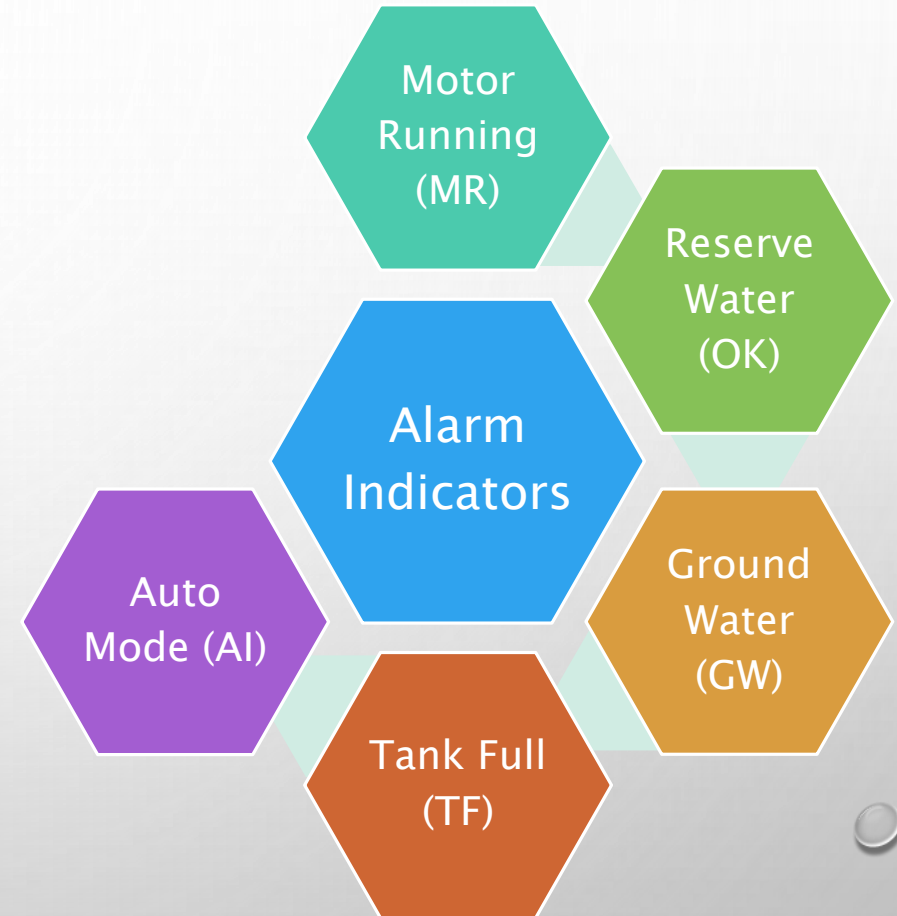 Motor
Running
(MR)
Reserve
Water
(OK)
Alarm
Indicators
Ground
Water
(GW)
Auto
Mode (AI)
Tank Full
(TF)